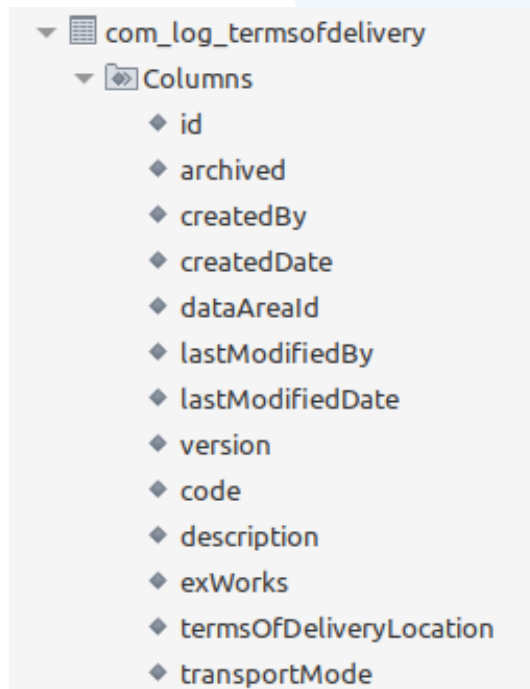 com_log_termsofdelivery
Columns
id
archived
createdBy
createdDate
dataAreaId
lastModifiedBy
lastModifiedDate
version
code
description
exWorks
termsOfDeliveryLocation
transportMode